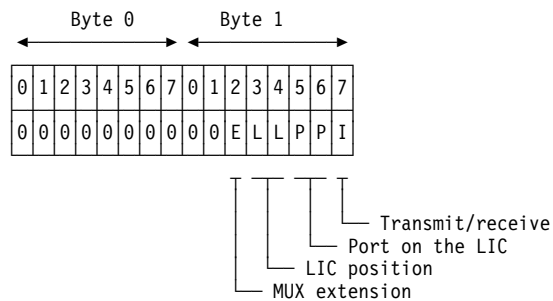 Byte 0 Byte 1
0 1 2 3 4 5 6 7 0 1 2 3 4 5 6 7
0 0 0 0 0 0 0 0 0 0 E L L P P I
Transmit/receive
Port on the LIC
LIC position
MUX extension